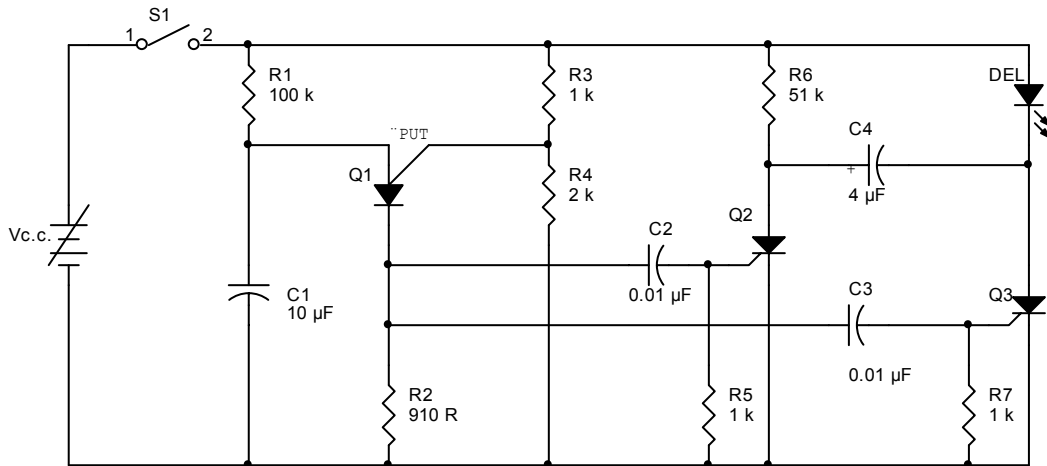 S1
1 2
R1
100 k
R3
1 k
R6
51 k
DEL
¨PUT
Q1
R4
2 k
C4
+
4 µF
Vc.c.
Q2
C2
0.01 µF
C1
10 µF
C3
0.01 µF
Q3
R2
910 R
R5
1 k
R7
1 k